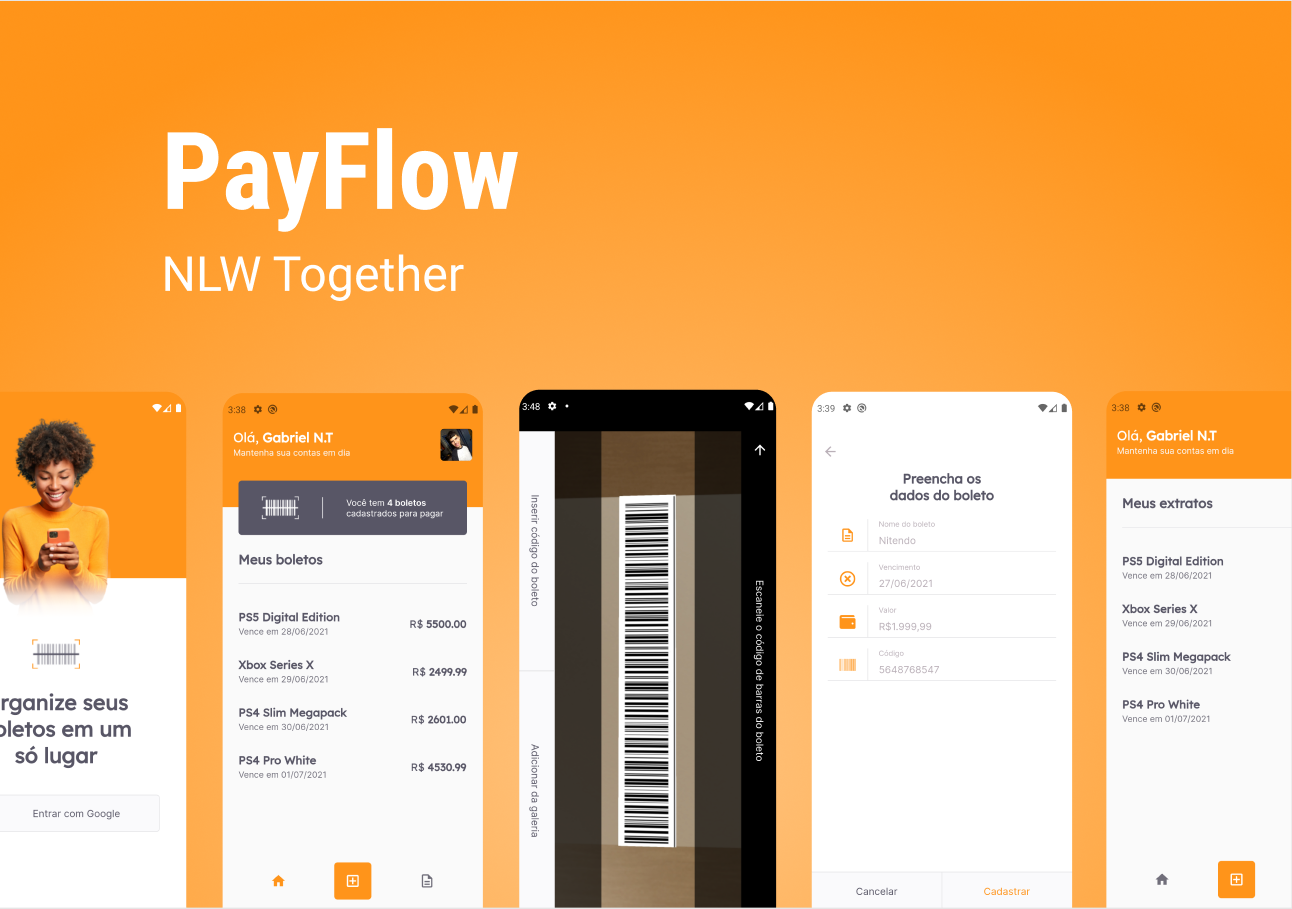 PayFlow
NLW Together
rganize seus
oletos em um
só lugar
Entrar com Google
3:38
Olá, Gabriel N.T
Mantenha sua contas em dia
Você tem 4 boletos
cadastrados para pagar
Meus boletos
PS5 Digital Edition
Vence em 28/06/2021
R$ 5500.00
Xbox Series X
Vence em 29/06/2021
R$ 2499.99
PS4 Slim Megapack
Vence em 30/06/2021
R$ 2601.00
PS4 Pro White
Vence em 01/07/2021
R$ 4530.99
3:48
Inserir código do boleto
Adicionar da galeria
Escaneie o código de barras do boleto
3:39
Preencha os
dados do boleto
Nome do boleto
Nitendo
Vencimento
27/06/2021
Valor
R$1.999,99
Código
5648768547
Cancelar
Cadastrar
3:38
Olá, Gabriel N.T
Mantenha sua contas em dia
Meus extratos
PS5 Digital Edition
Vence em 28/06/2021
Xbox Series X
Vence em 29/06/2021
PS4 Slim Megapack
Vence em 30/06/2021
PS4 Pro White
Vence em 01/07/2021